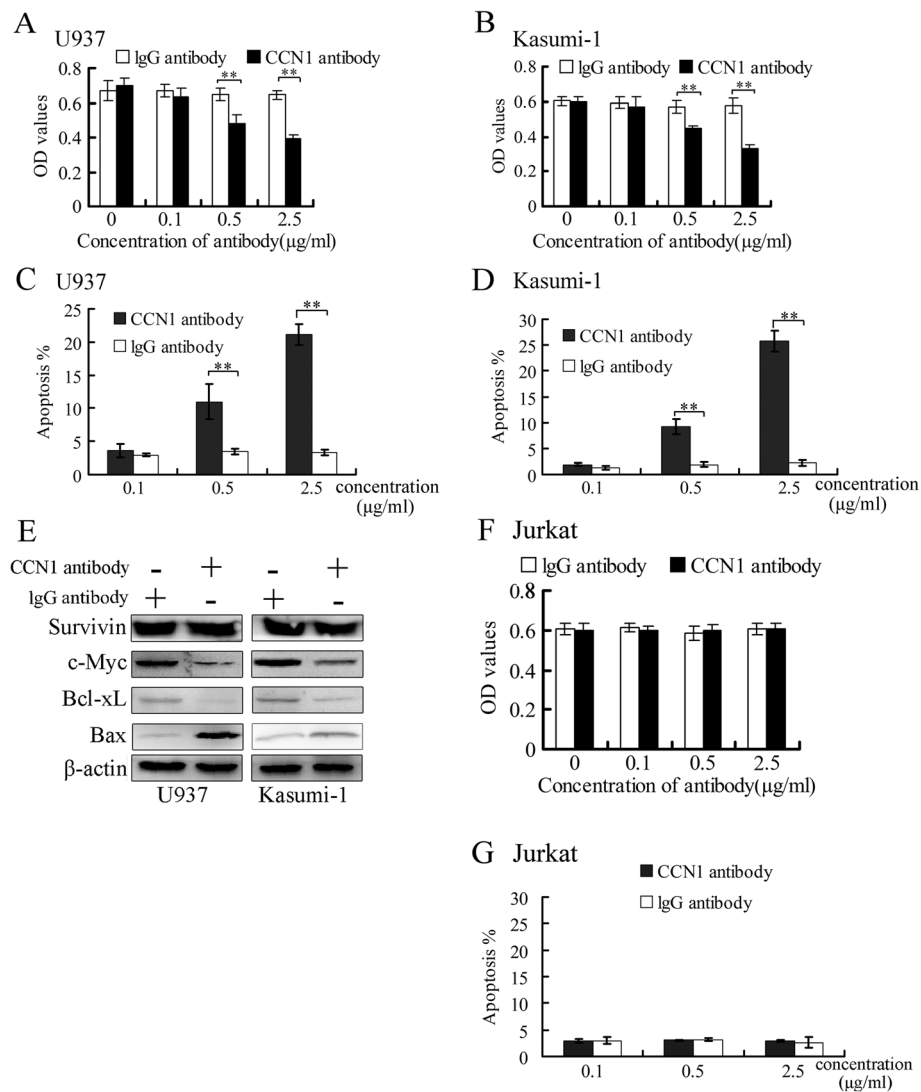 A U937
IgG antibody CCN1 antibody
** **
0.8
0.6
0.4
0.2
0
OD values
0 0.1 0.5 2.5
Concentration of antibody(μg/ml)
B Kasumi-1
IgG antibody CCN1 antibody
** **
0.8
0.6
0.4
0.2
0
OD values
0 0.1 0.5 2.5
Concentration of antibody(μg/ml)
C U937
CCN1 antibody
IgG antibody
** **
25
20
15
10
5
0
Apoptosis %
0.1 0.5 2.5 concentration
(μg/ml)
D Kasumi-1
CCN1 antibody
IgG antibody
** **
30
25
20
15
10
5
0
Apoptosis %
0.1 0.5 2.5 concentration
(μg/ml)
E
CCN1 antibody - + - +
IgG antibody + - + -
Survivin
c-Myc
Bcl-xL
Bax
β-actin
U937 Kasumi-1
F Jurkat
IgG antibody CCN1 antibody
0.8
0.6
0.4
0.2
0
OD values
0 0.1 0.5 2.5
Concentration of antibody(μg/ml)
G Jurkat
CCN1 antibody
IgG antibody
30
25
20
15
10
5
0
Apoptosis %
0.1 0.5 2.5 concentration
(μg/ml)